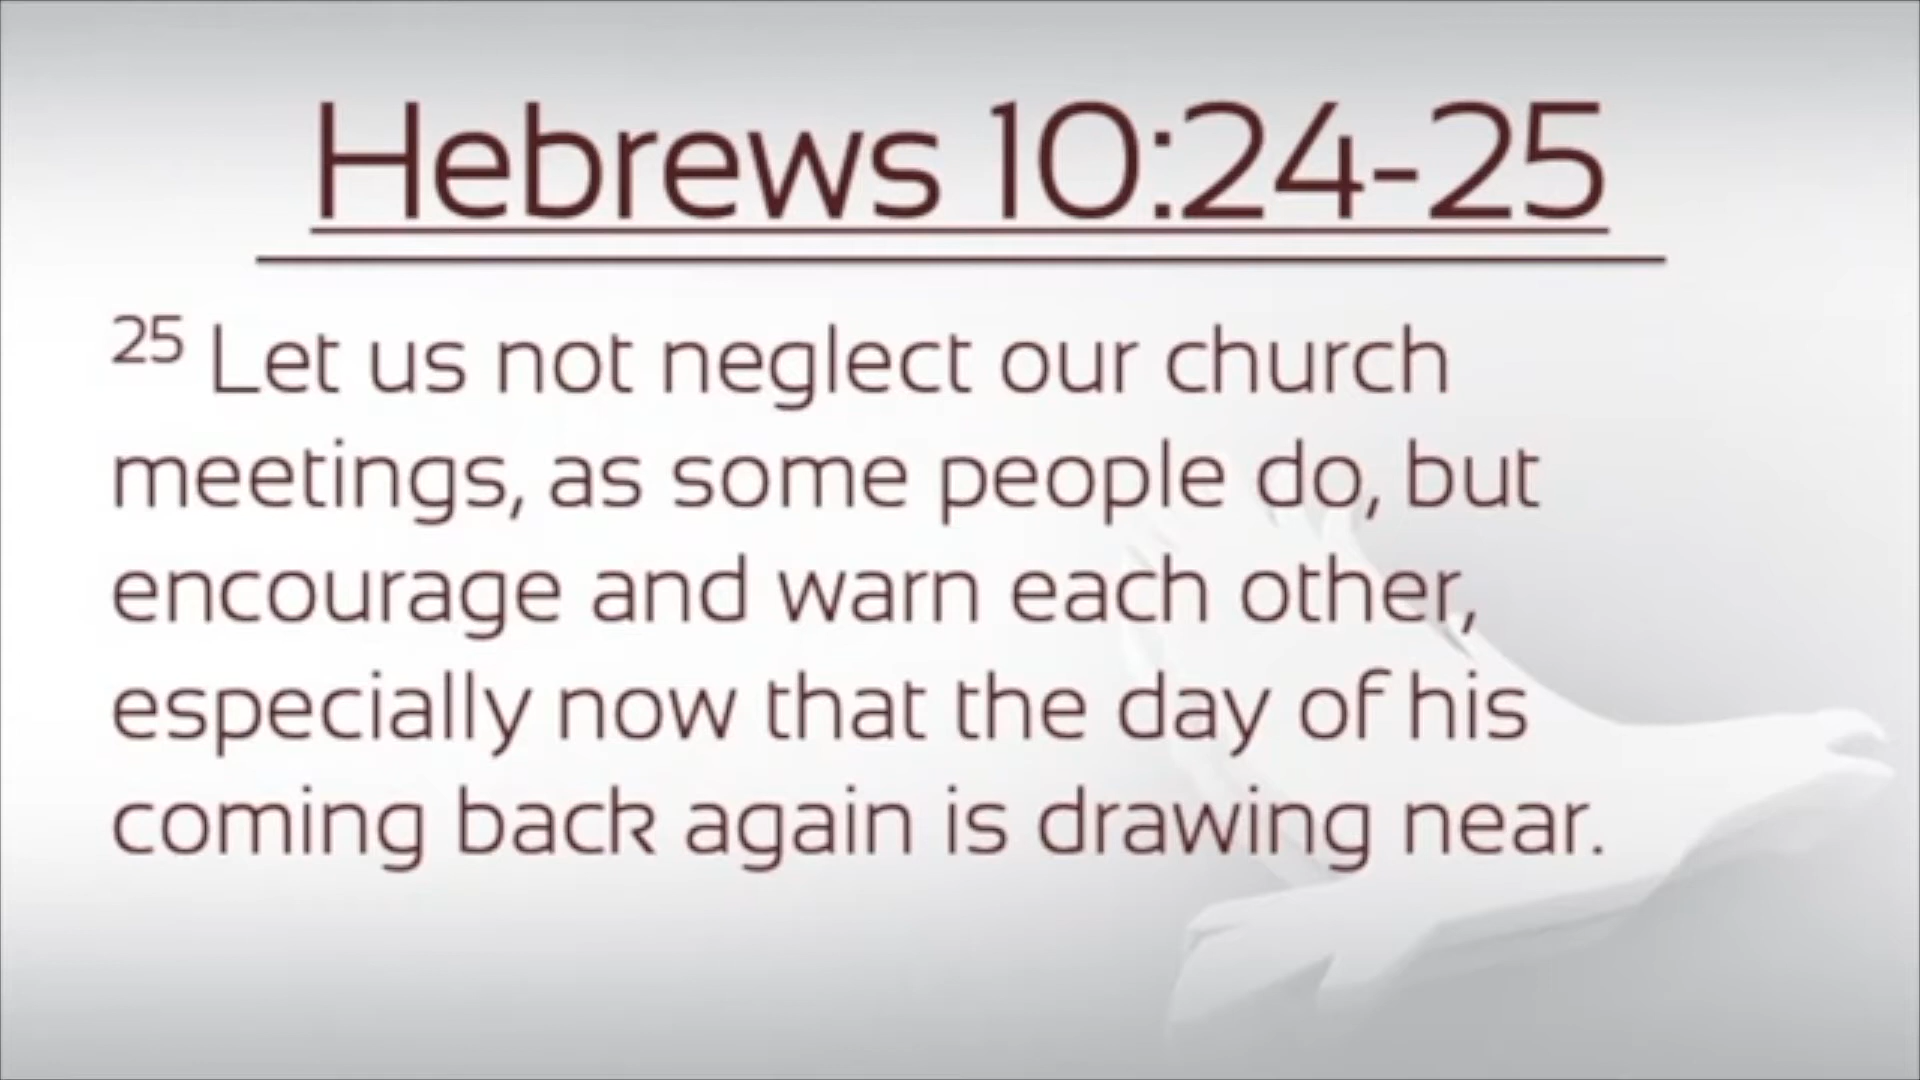 Hebrews 10:24-25
25 Let us not neglect our church
meetings, as some people do, but
encourage and warn each other,
especially now that the day of his
coming back again is drawing near.